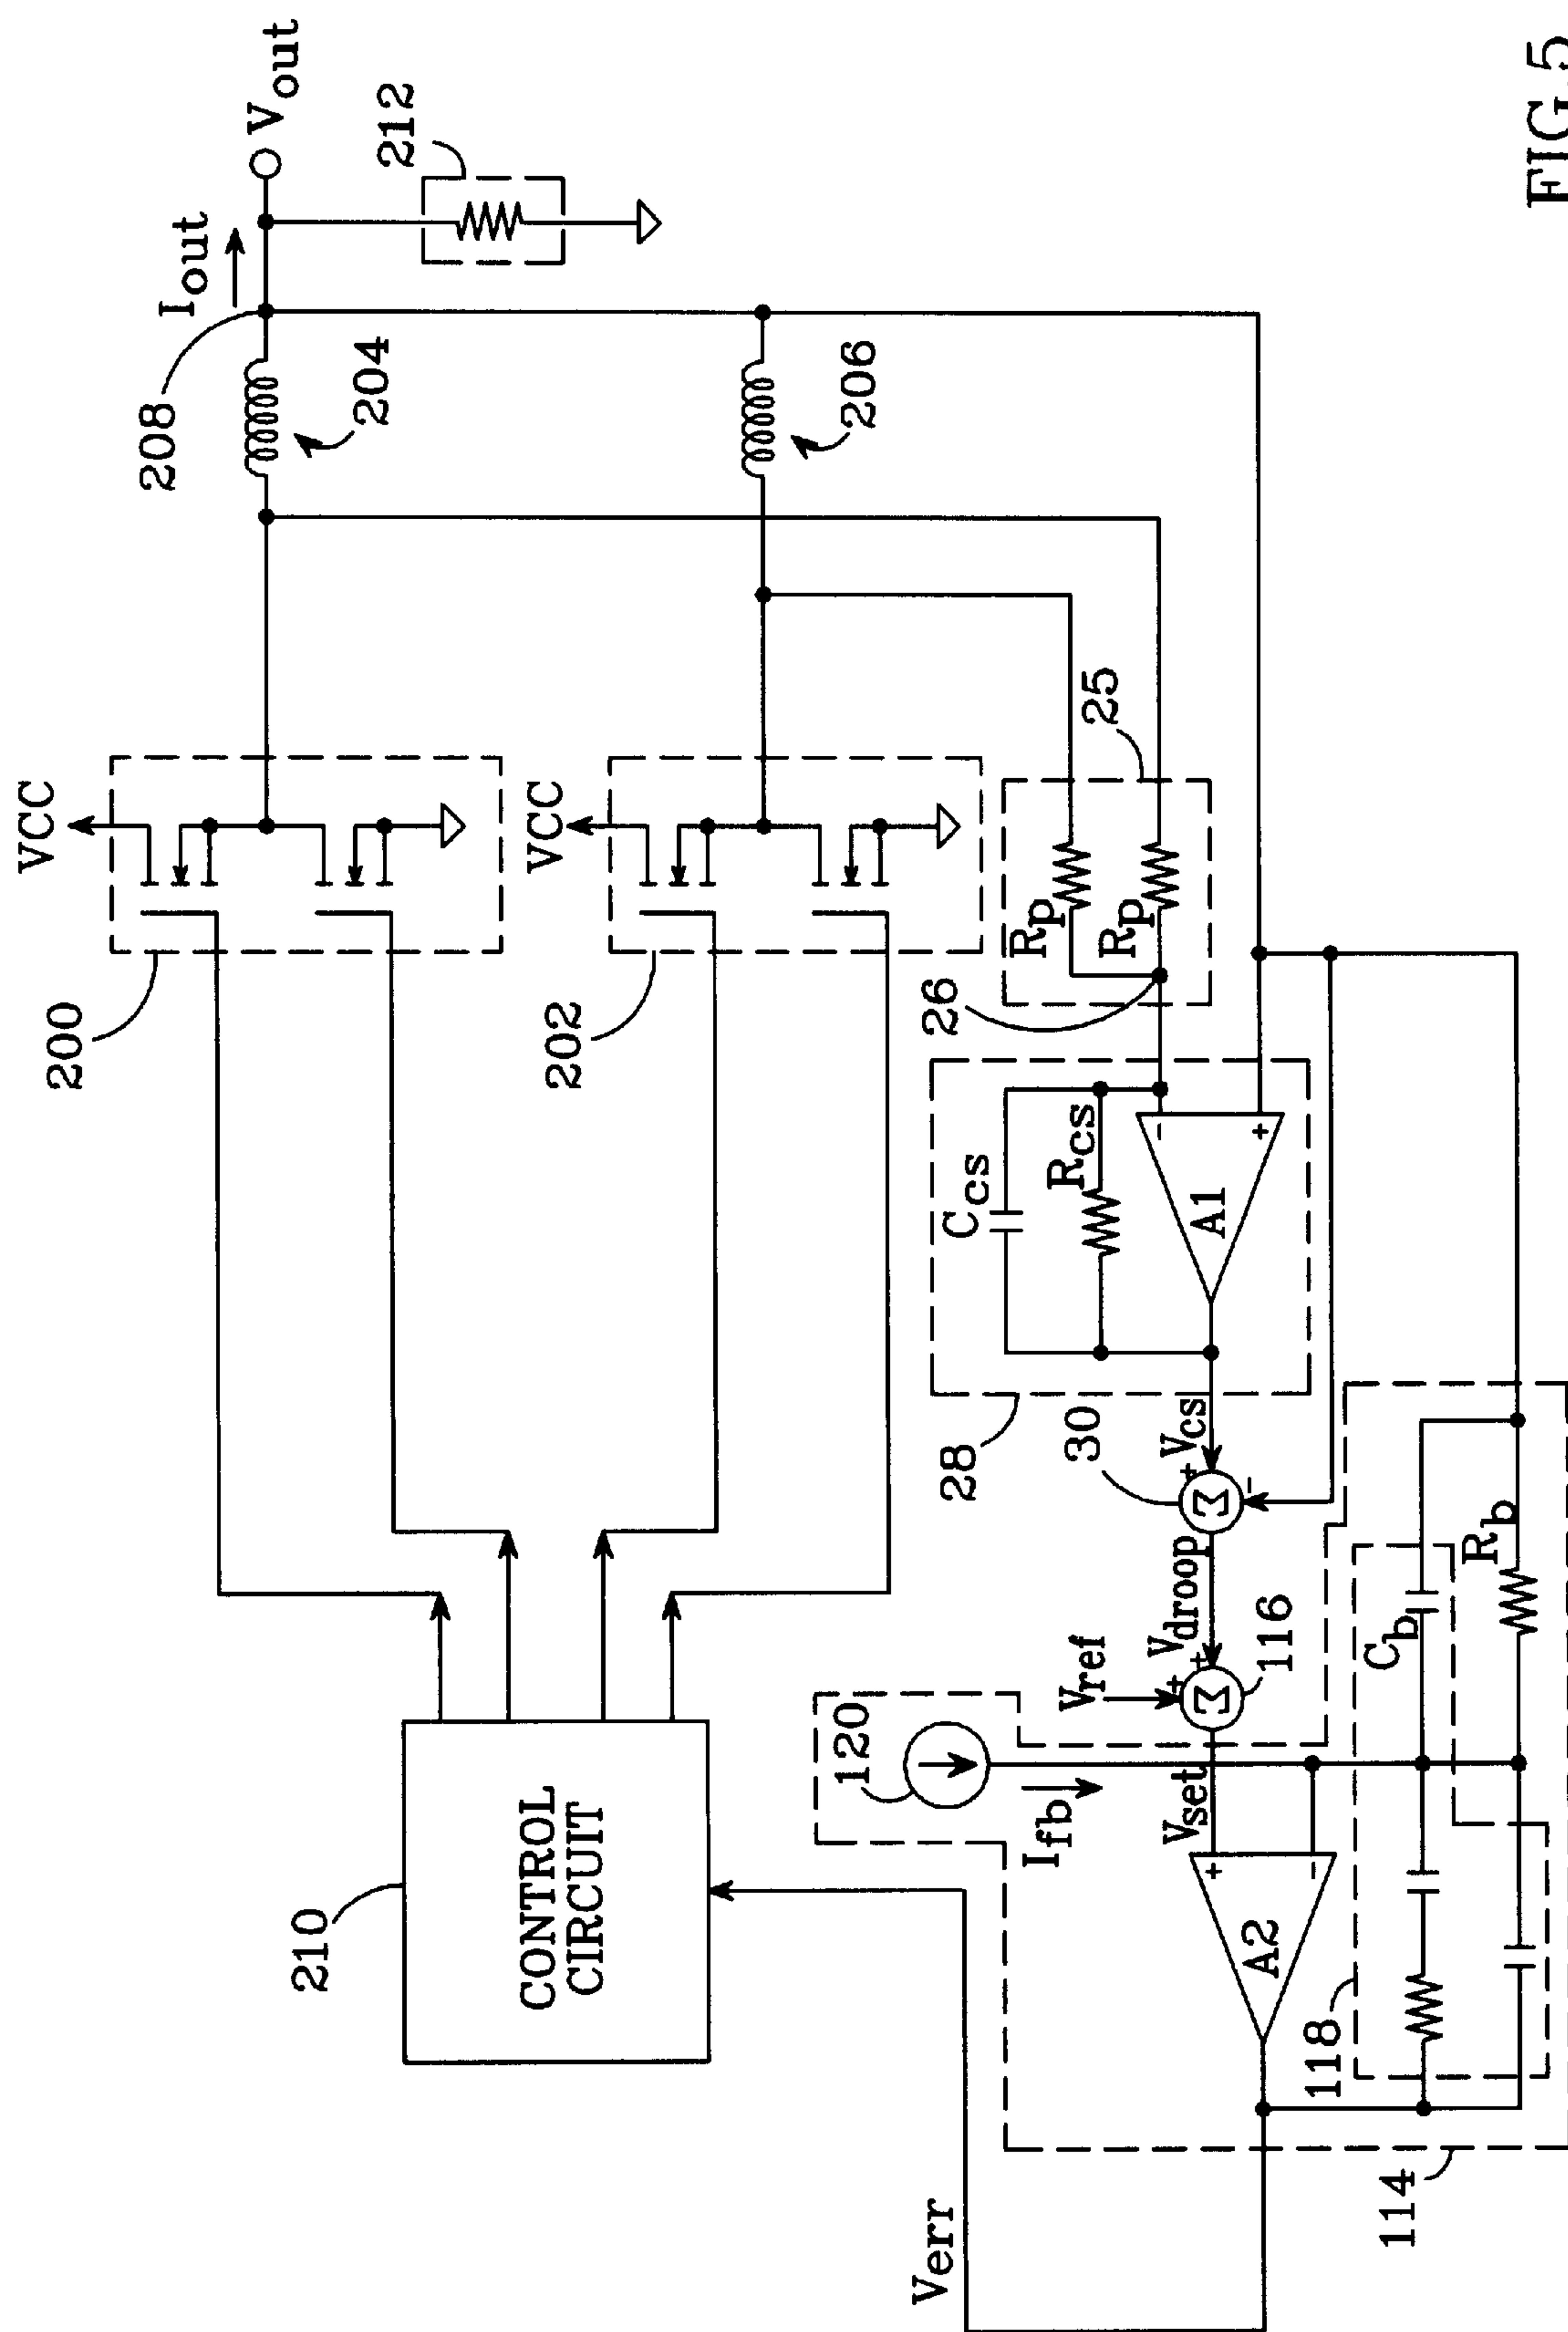 VCC
200
VCC
202
208
Iout
Vout
212
204
206
210
CONTROL
CIRCUIT
25
Rp
Rp
26
Ccs
Rcs
A1
-
+
28
30
Vcs
+
-
Vdroop
Vref
+
+
116
120
Ifb
Vset
+
-
A2
Cb
Rb
118
114
Verr
FIG.5